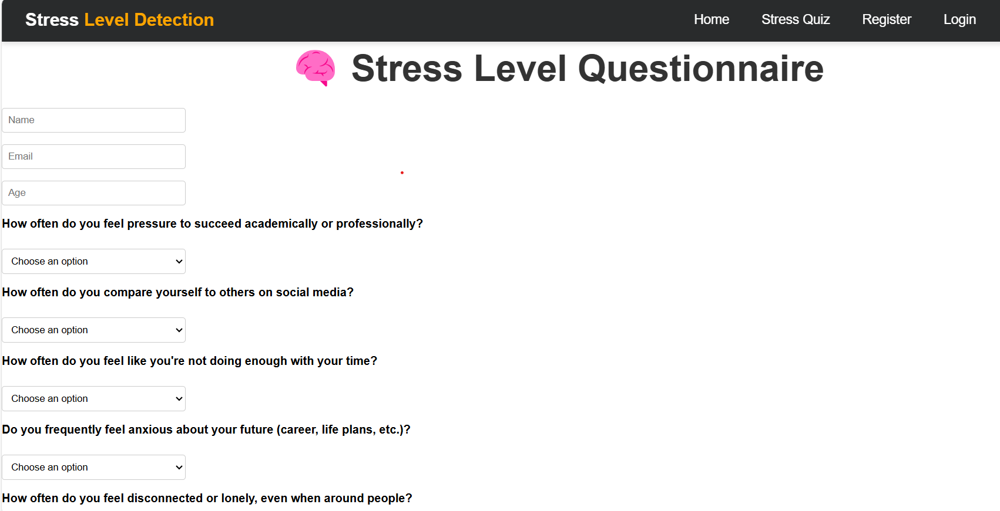 Stress Level Detection Home Stress Quiz Register Login
Stress Level Questionnaire
Name
Email
Age
How often do you feel pressure to succeed academically or professionally?
Choose an option
How often do you compare yourself to others on social media?
Choose an option
How often do you feel like you're not doing enough with your time?
Choose an option
Do you frequently feel anxious about your future (career, life plans, etc.)?
Choose an option
How often do you feel disconnected or lonely, even when around people?